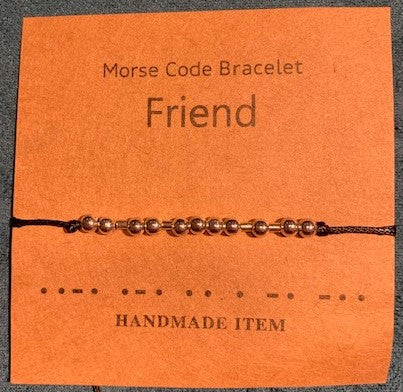 Morse Code Bracelet
Friend
••-• •-• •• • -• -••
HANDMADE ITEM